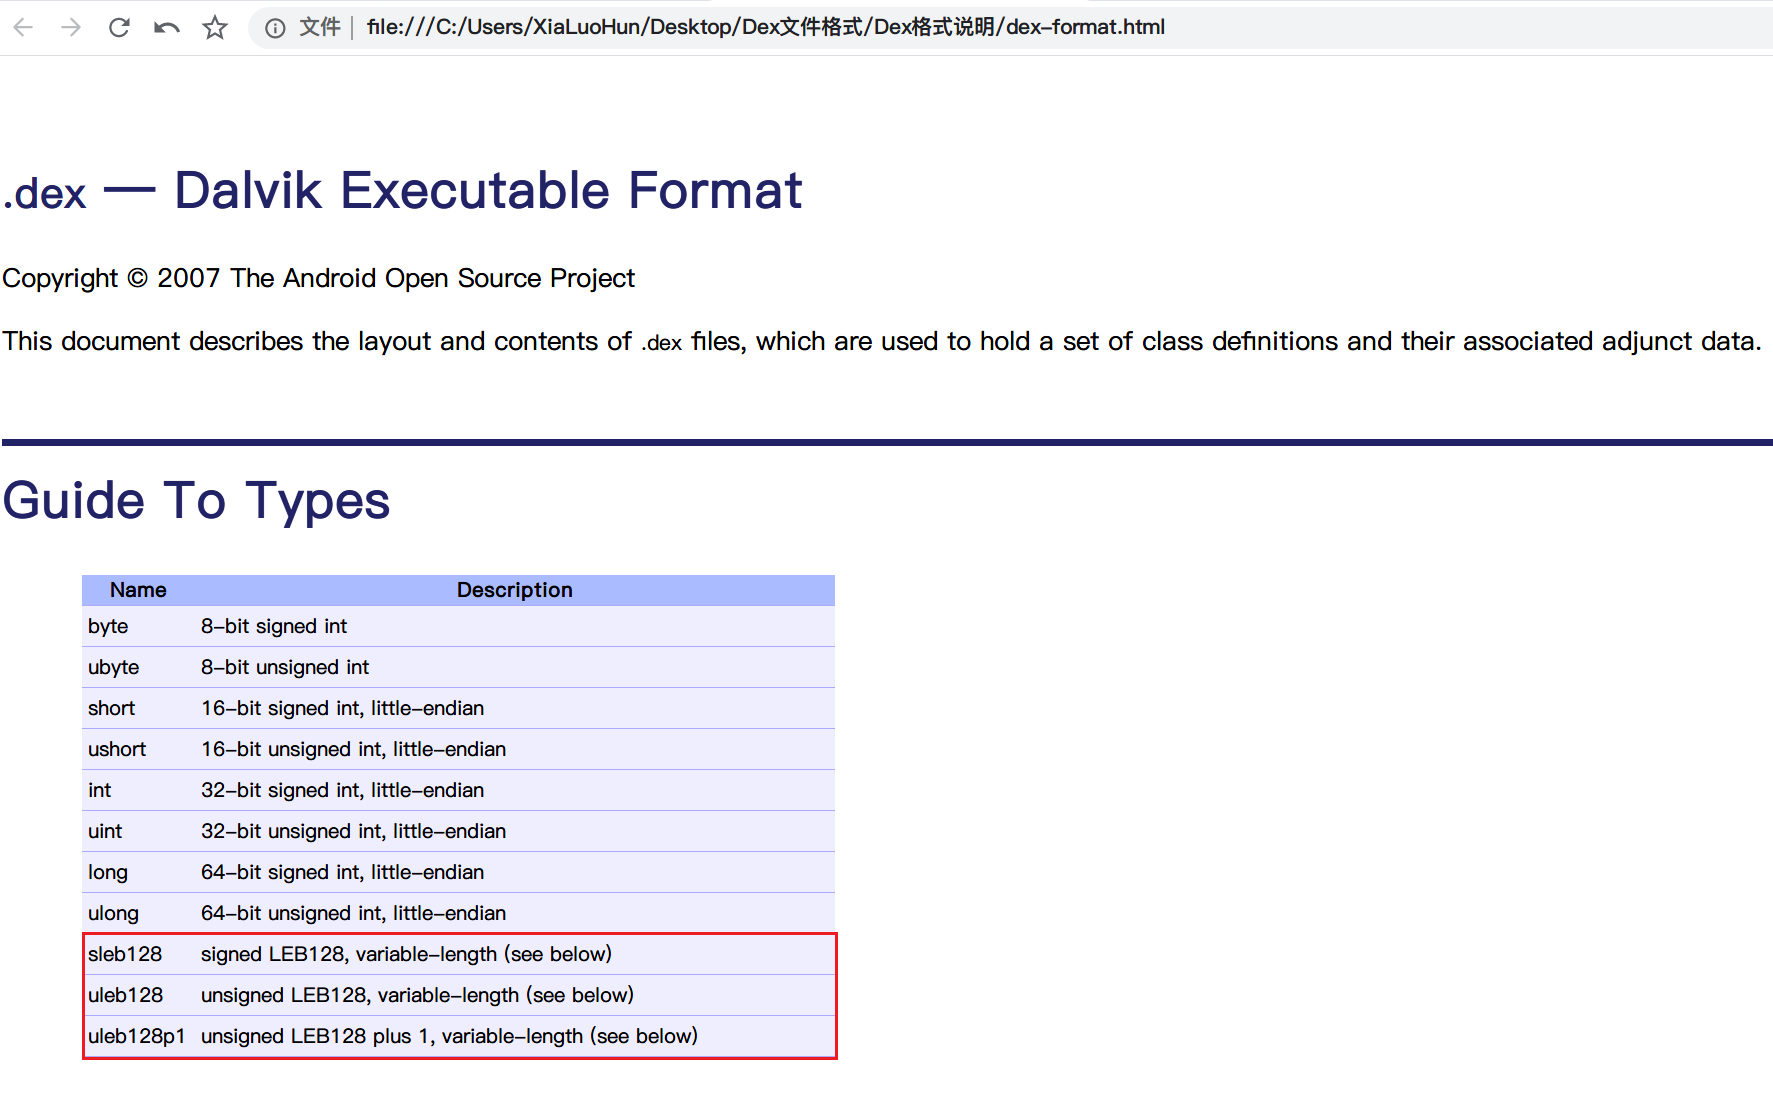 文件 | file:///C:/Users/XiaLuoHun/Desktop/Dex文件格式/Dex格式说明/dex-format.html
.dex — Dalvik Executable Format
Copyright © 2007 The Android Open Source Project
This document describes the layout and contents of .dex files, which are used to hold a set of class definitions and their associated adjunct data.
Guide To Types
Name Description
byte 8-bit signed int
ubyte 8-bit unsigned int
short 16-bit signed int, little-endian
ushort 16-bit unsigned int, little-endian
int 32-bit signed int, little-endian
uint 32-bit unsigned int, little-endian
long 64-bit signed int, little-endian
ulong 64-bit unsigned int, little-endian
sleb128 signed LEB128, variable-length (see below)
uleb128 unsigned LEB128, variable-length (see below)
uleb128p1 unsigned LEB128 plus 1, variable-length (see below)